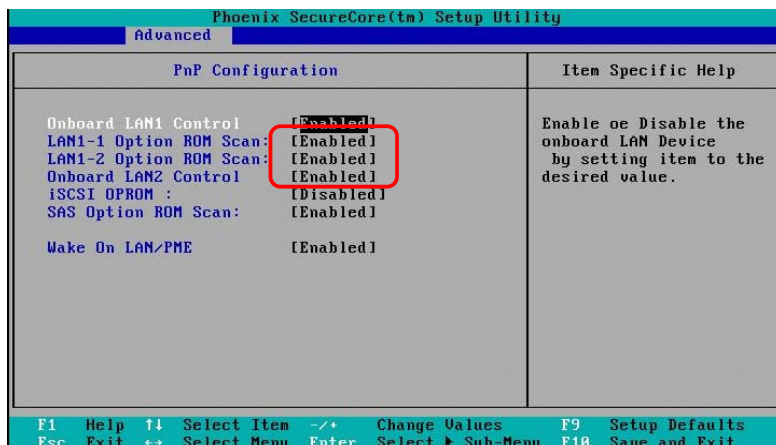 Phoenix SecureCore(tm) Setup Utility
Advanced
PnP Configuration
Item Specific Help
Onboard LAN1 Control [Enabled]
LAN1-1 Option ROM Scan: [Enabled]
LAN1-2 Option ROM Scan: [Enabled]
Onboard LAN2 Control [Enabled]
iSCSI OPROM : [Disabled]
SAS Option ROM Scan: [Enabled]
Wake On LAN/PME [Enabled]
Enable oe Disable the
onboard LAN Device
by setting item to the
desired value.
F1 Help ↑↓ Select Item -/+ Change Values F9 Setup Defaults
Esc Exit ←→ Select Menu Enter Select ▶ Sub-Menu F10 Save and Exit